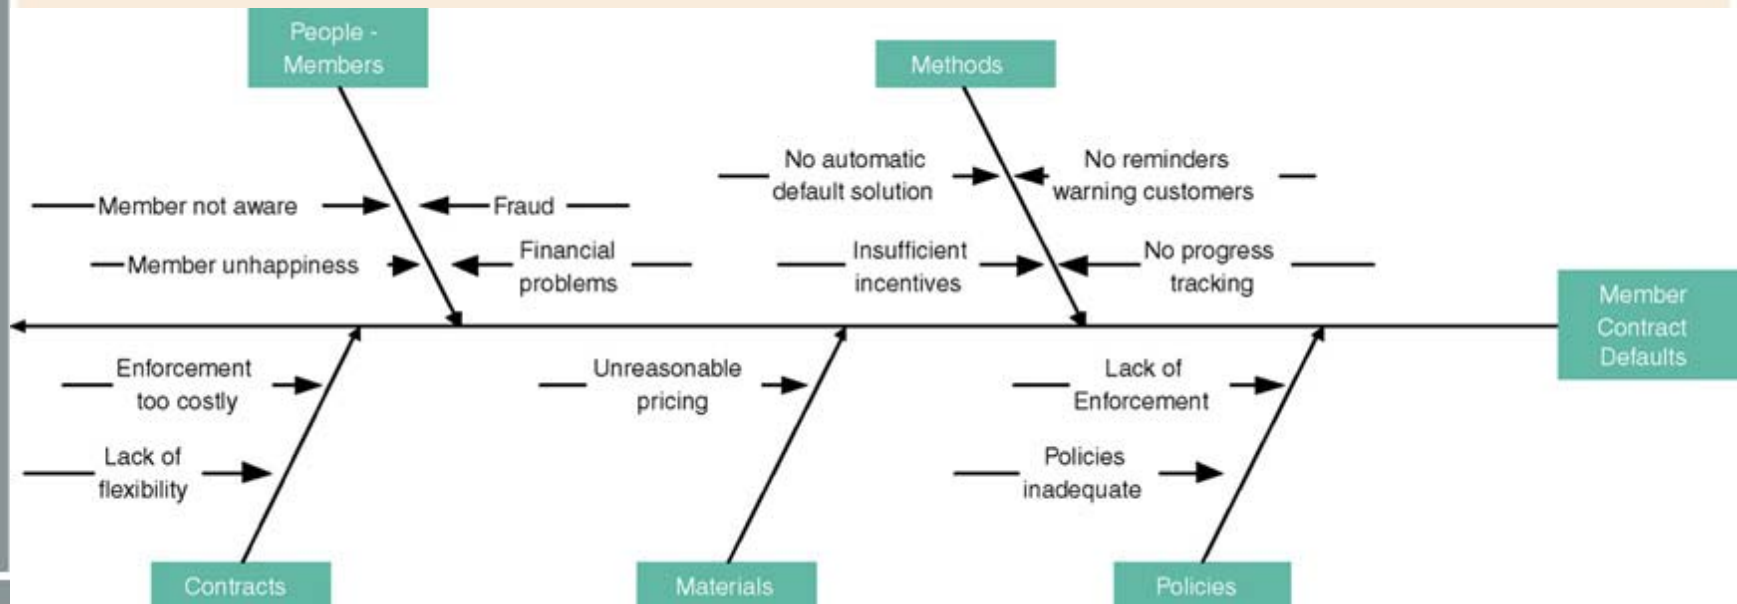 People -
Members
Methods
No automatic
default solution
No reminders
warning customers
Member not aware
Fraud
Member unhappiness
Financial
problems
Insufficient
incentives
No progress
tracking
Member
Contract
Defaults
Enforcement
too costly
Unreasonable
pricing
Lack of
Enforcement
Lack of
flexibility
Policies
inadequate
Contracts
Materials
Policies